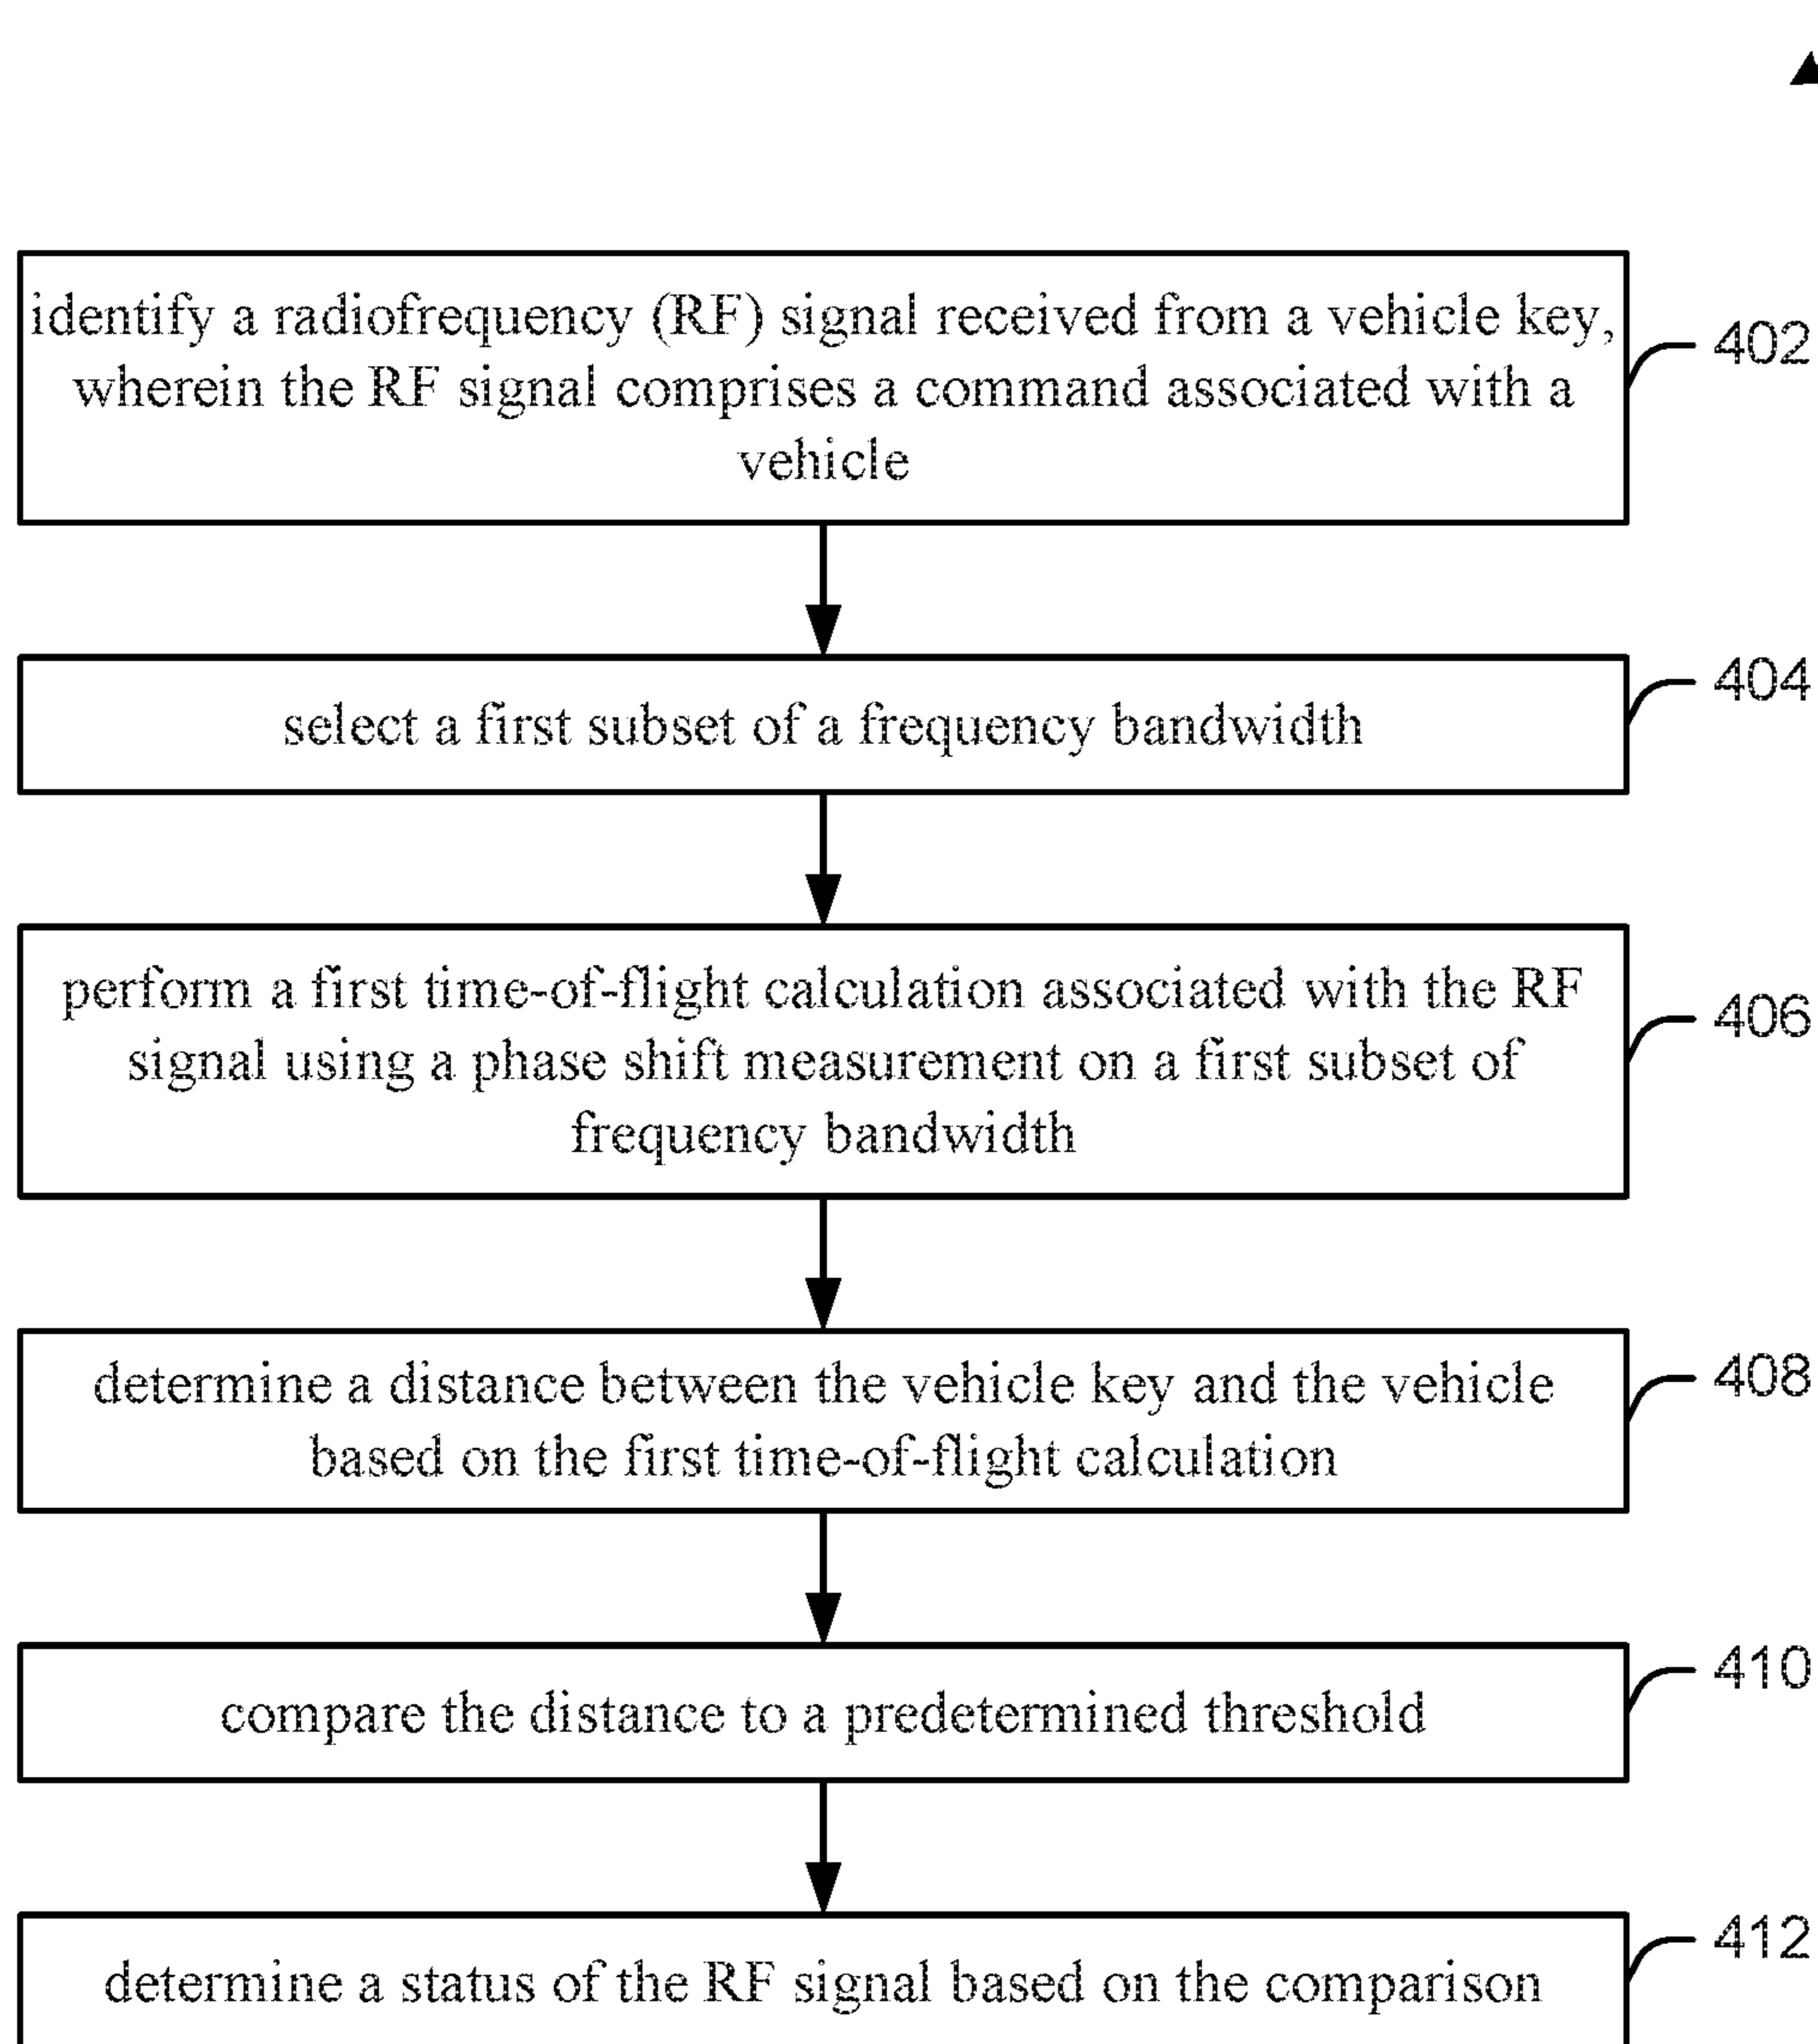 identify a radiofrequency (RF) signal received from a vehicle key,
wherein the RF signal comprises a command associated with a
vehicle
402
select a first subset of a frequency bandwidth
404
perform a first time-of-flight calculation associated with the RF
signal using a phase shift measurement on a first subset of
frequency bandwidth
406
determine a distance between the vehicle key and the vehicle
based on the first time-of-flight calculation
408
compare the distance to a predetermined threshold
410
determine a status of the RF signal based on the comparison
412